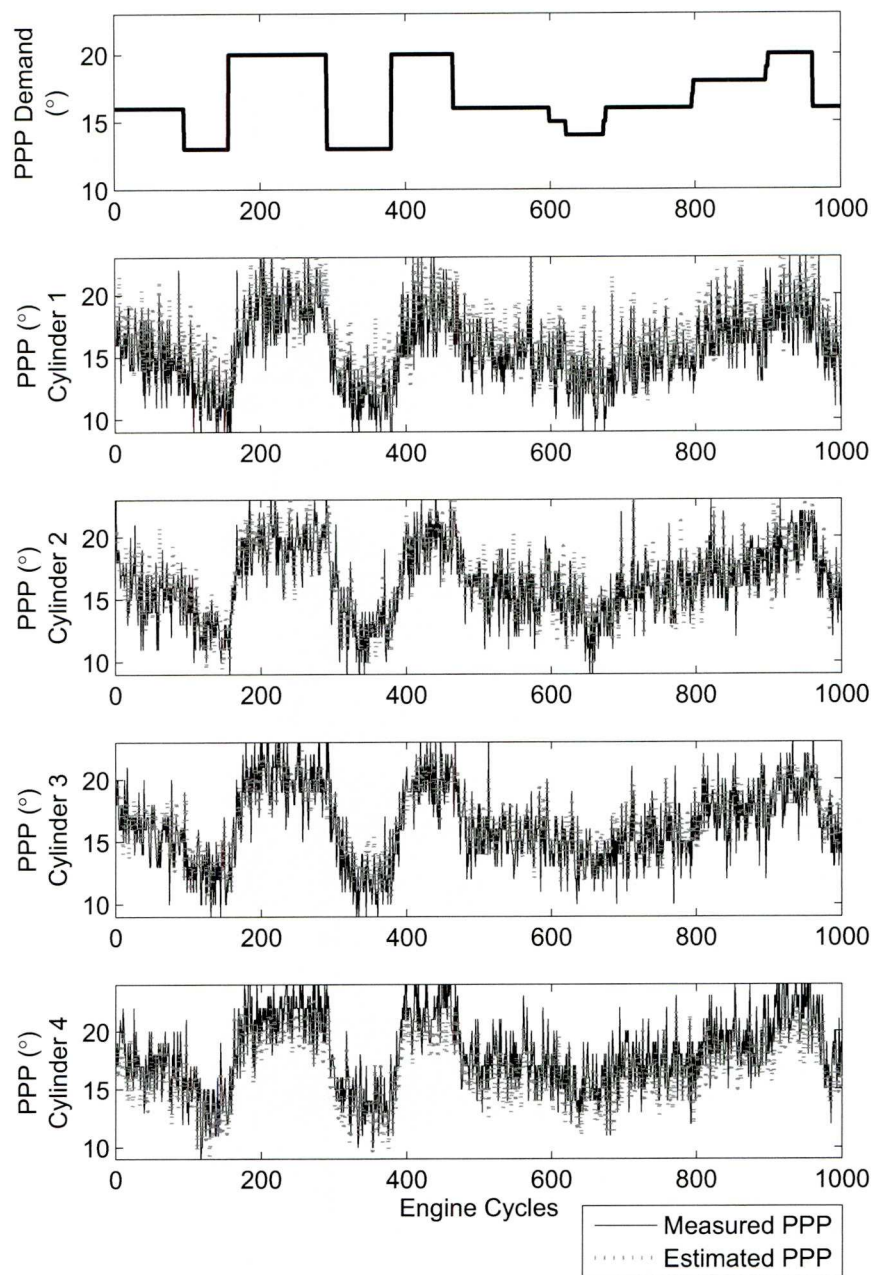 PPP Demand
(°)
20
15
10
0 200 400 600 800 1000
PPP (°)
Cylinder 1
20
15
10
0 200 400 600 800 1000
PPP (°)
Cylinder 2
20
15
10
0 200 400 600 800 1000
PPP (°)
Cylinder 3
20
15
10
0 200 400 600 800 1000
PPP (°)
Cylinder 4
20
15
10
0 200 400 600 800 1000
Engine Cycles
Measured PPP
Estimated PPP